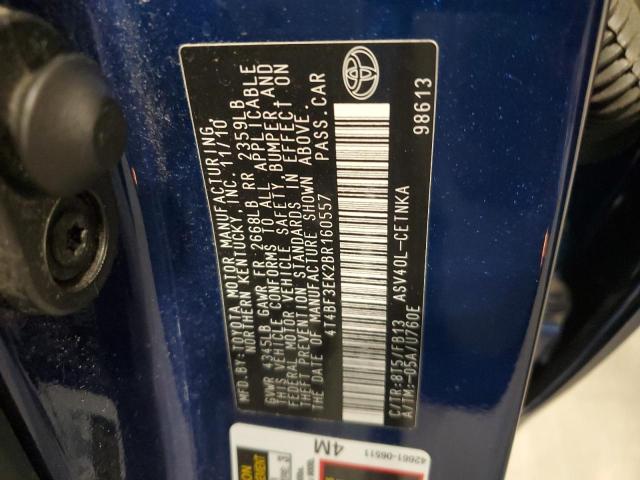 MFD.BY: TOYOTA MOTOR MANUFACTURING,
NORTHERN KENTUCKY, INC. 11/10
GVWR 4345LB GAWR FR 2668LB RR 2359LB
THIS VEHICLE CONFORMS TO ALL APPLICABLE
FEDERAL MOTOR VEHICLE SAFETY, BUMPER AND
THEFT PREVENTION STANDARDS IN EFFECT ON
THE DATE OF MANUFACTURE SHOWN ABOVE.
4T4BF3EK2BR160557 PASS.CAR
C/TR:8T5/FB13 ASV40L-CETNKA
A/TM:-05A/U760E 98613
4M
42661-06511